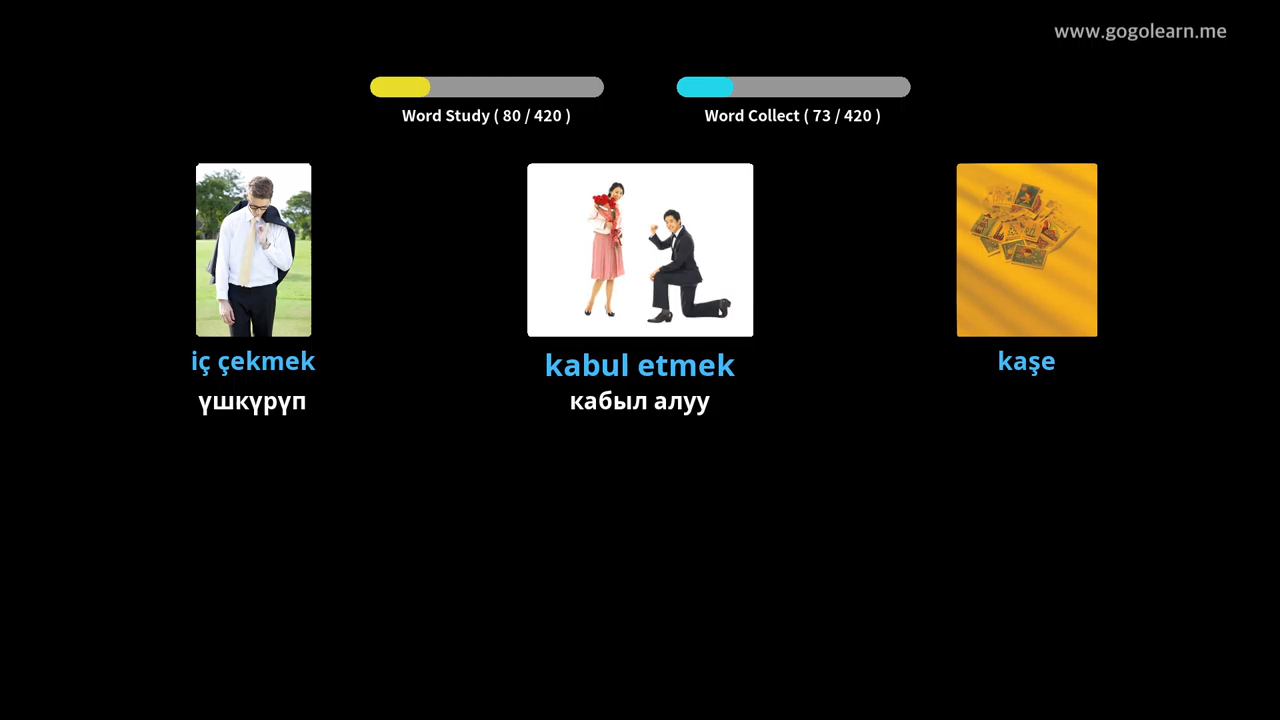 www.gogolearn.me
Word Study ( 80 / 420 )
Word Collect ( 73 / 420 )
iç çekmek
үшкүрүп
kabul etmek
кабыл алуу
kaşe